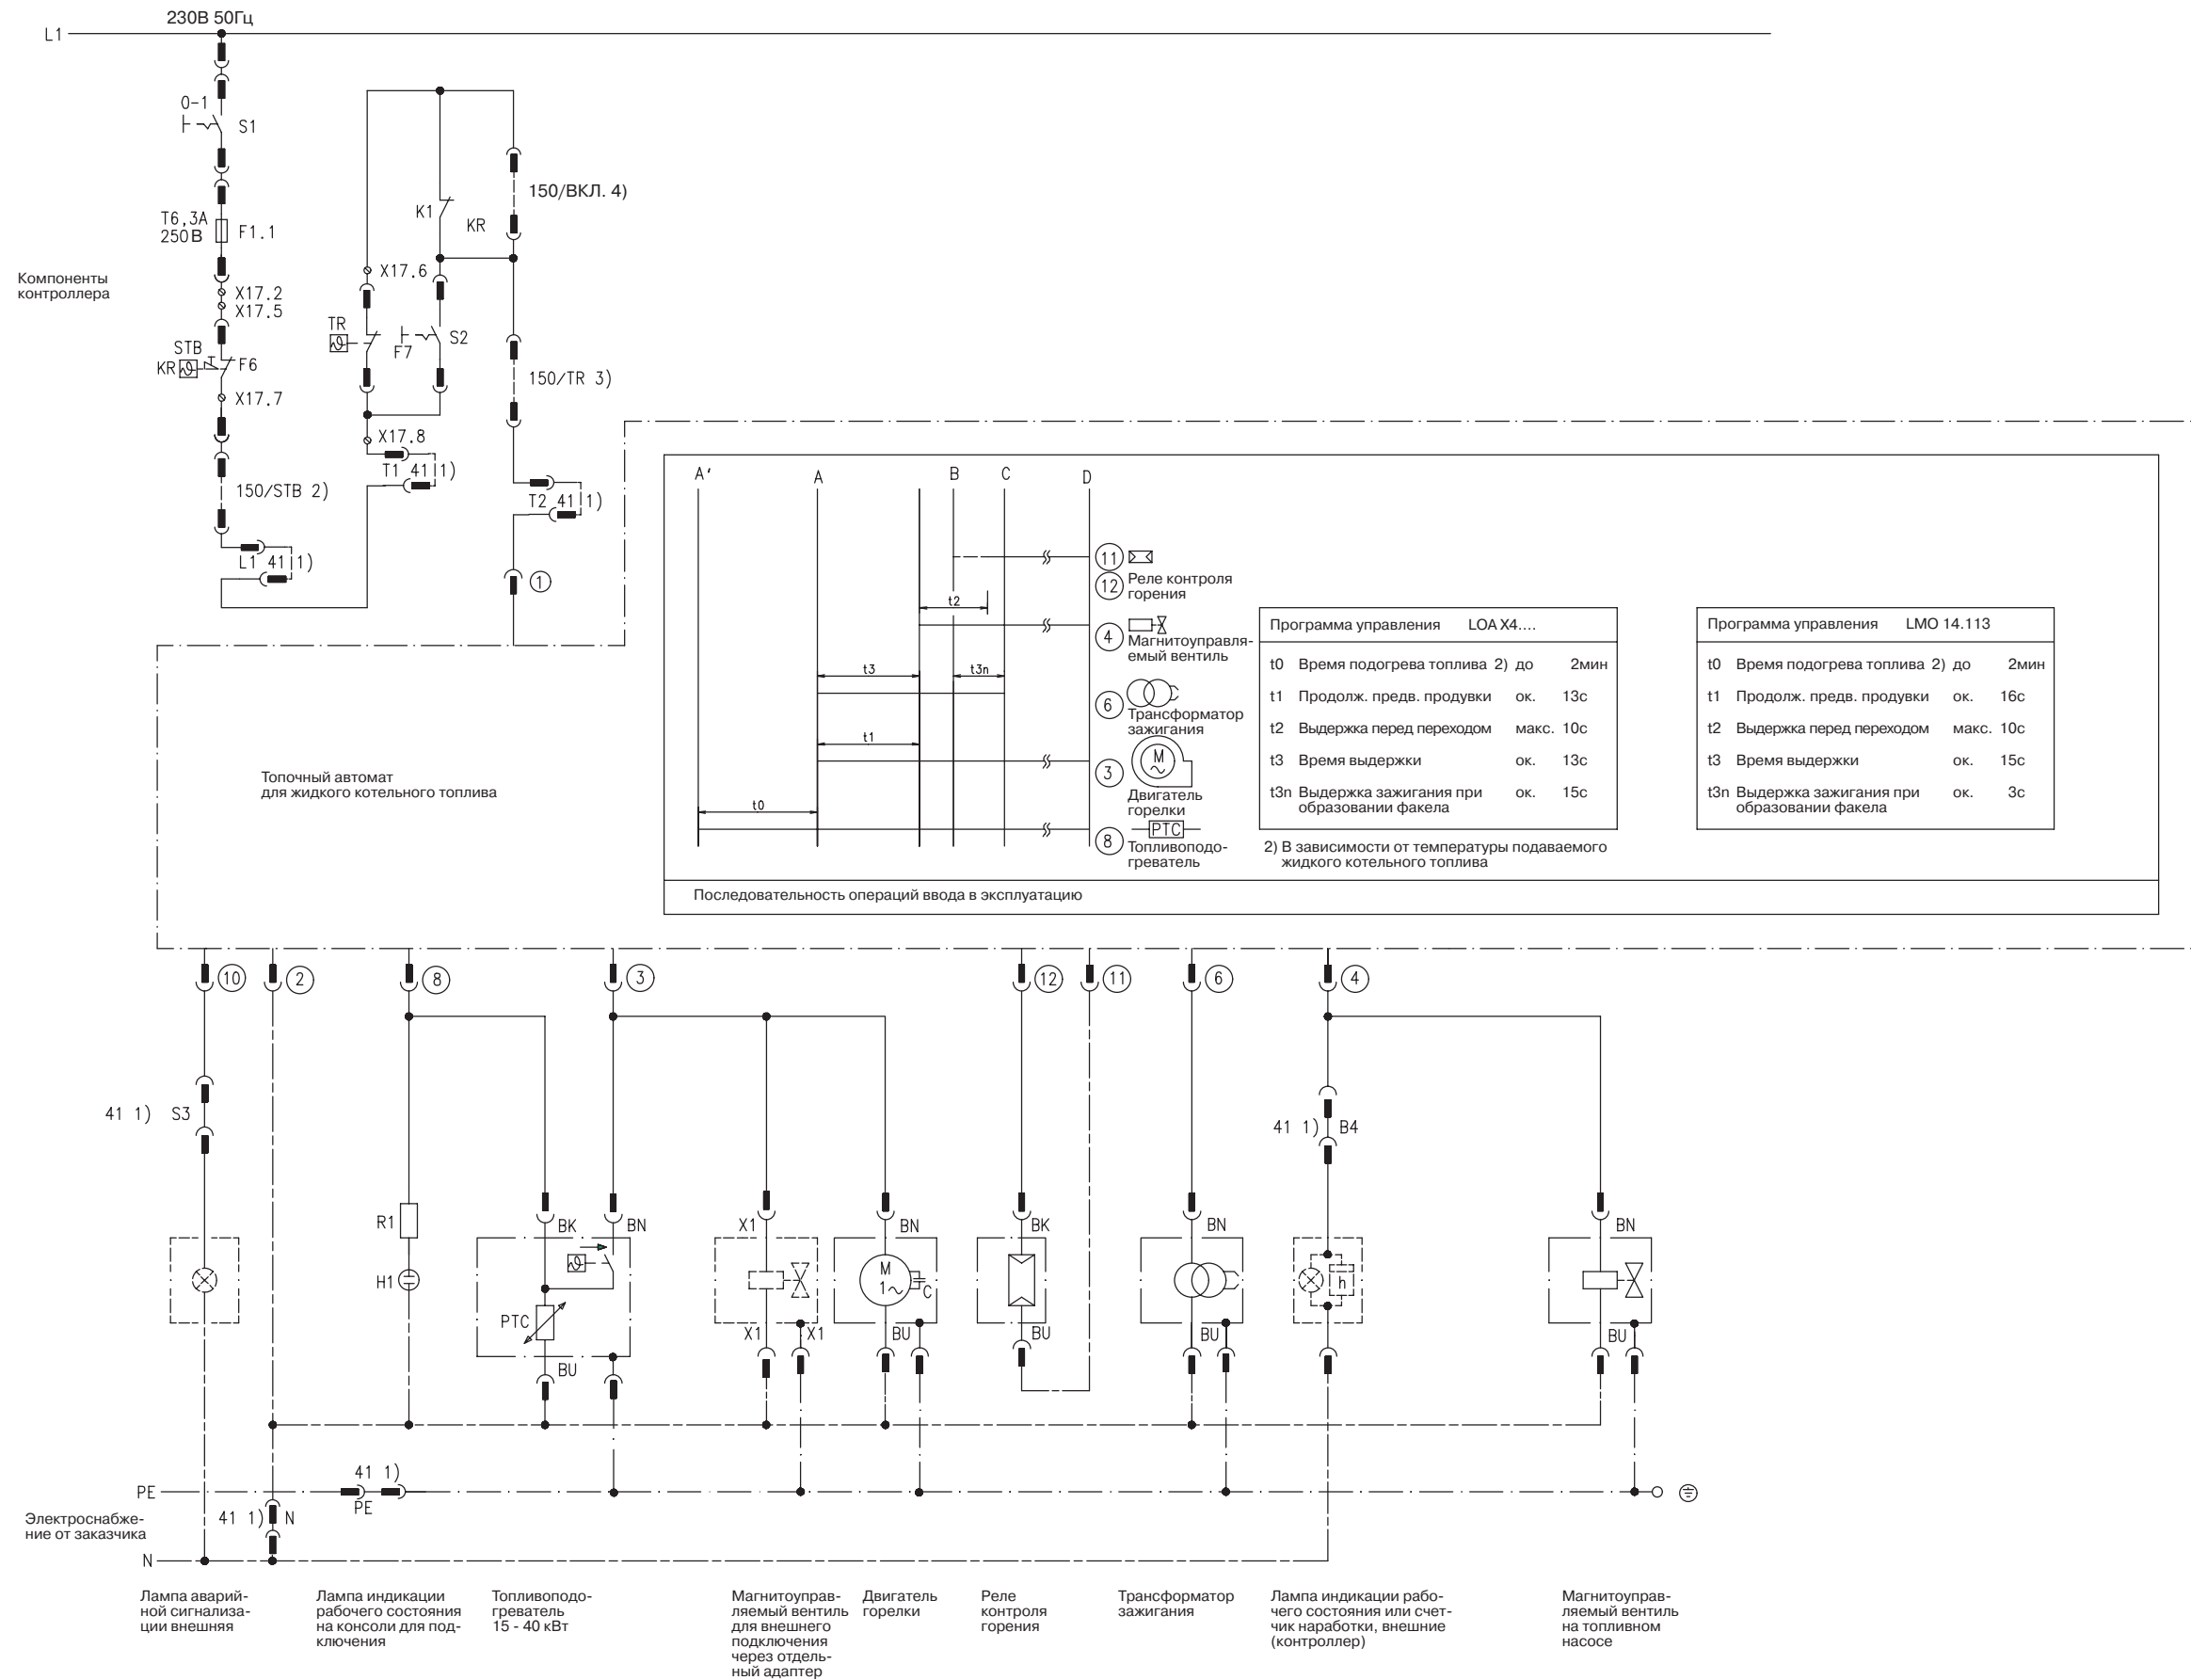 230В 50Гц
L1
0-1
S1
T6,3A
250В
F1.1
Компоненты
контроллера
X17.2
X17.5
STB
KR
F6
X17.7
150/STB 2)
L1 41 1)
K1
KR
150/ВКЛ. 4)
X17.6
TR
F7
S2
150/TR 3)
X17.8
T1 41 1)
T2 41 1)
1
A'
A
B
C
D
11
12
Реле контроля
горения
t2
4
Магнитоуправля-
емый вентиль
t3
t3n
6
Трансформатор
зажигания
t1
M
3
Двигатель
горелки
t0
PTC
8
Топливоподо-
греватель
Программа управления LOA X4....
t0 Время подогрева топлива 2) до 2мин
t1 Продолж. предв. продувки ок. 13с
t2 Выдержка перед переходом макс. 10с
t3 Время выдержки ок. 13с
t3n Выдержка зажигания при ок. 15с
образовании факела
2) В зависимости от температуры подаваемого
жидкого котельного топлива
Программа управления LMO 14.113
t0 Время подогрева топлива 2) до 2мин
t1 Продолж. предв. продувки ок. 16с
t2 Выдержка перед переходом макс. 10с
t3 Время выдержки ок. 15с
t3n Выдержка зажигания при ок. 3с
образовании факела
Последовательность операций ввода в эксплуатацию
Топочный автомат
для жидкого котельного топлива
10
2
8
3
12
11
6
4
41 1) S3
41 1) B4
R1
H1
BK
BN
PTC
BU
X1
X1
X1
BN
M
1~
C
BU
BK
BU
BN
BU
h
BN
BU
PE
41 1)
PE
Электроснабже-
ние от заказчика
41 1) N
N
Лампа аварий-
ной сигнализа-
ции внешняя
Лампа индикации
рабочего состояния
на консоли для под-
ключения
Топливоподо-
греватель
15 - 40 кВт
Магнитоуправ-
ляемый вентиль
для внешнего
подключения
через отдель-
ный адаптер
Двигатель
горелки
Реле
контроля
горения
Трансформатор
зажигания
Лампа индикации рабо-
чего состояния или счет-
чик наработки, внешние
(контроллер)
Магнитоуправ-
ляемый вентиль
на топливном
насосе